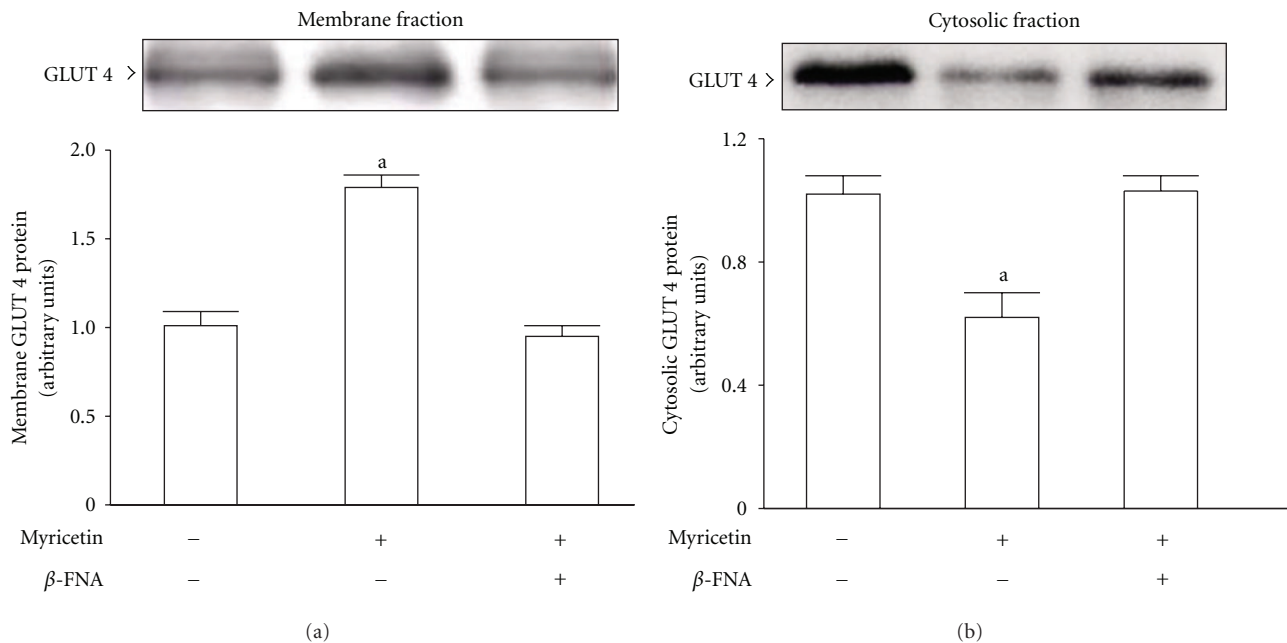 Membrane fraction
GLUT 4 >
a
2.0
1.5
1.0
0.5
0
Membrane GLUT 4 protein
(arbitrary units)
Myricetin − + +
β-FNA − − +
(a)
Cytosolic fraction
GLUT 4 >
a
1.2
0.8
0.4
0
Cytosolic GLUT 4 protein
(arbitrary units)
Myricetin − + +
β-FNA − − +
(b)